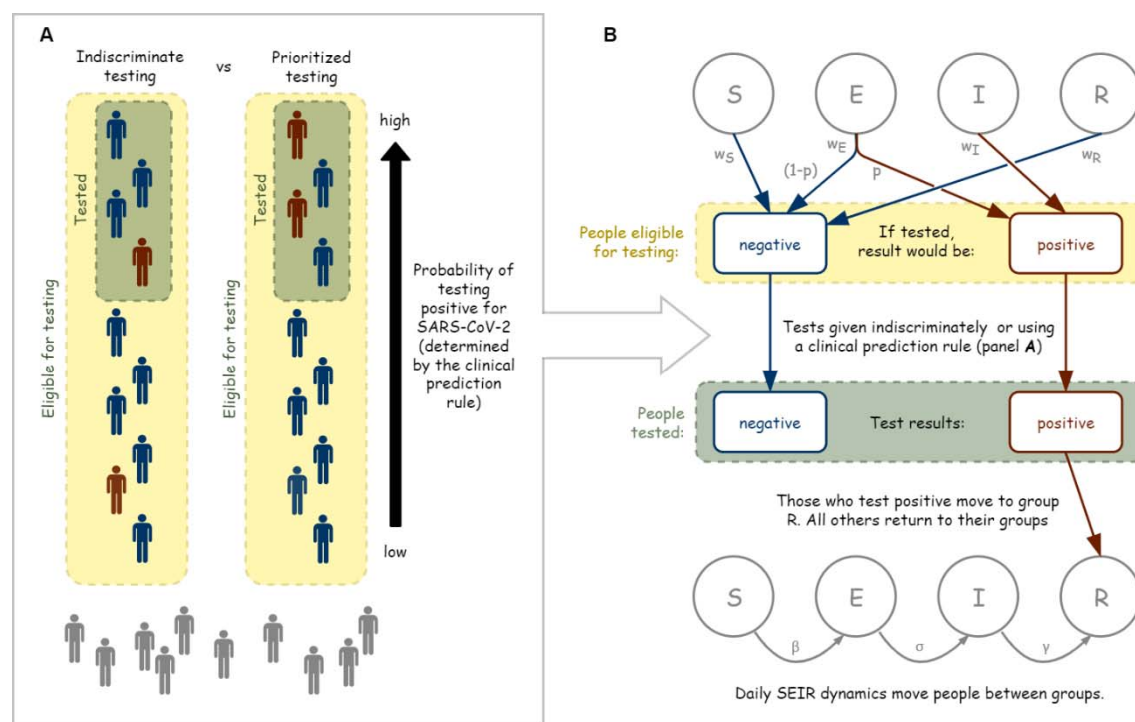 A
Indiscriminate
testing
vs
Prioritized
testing
Eligible for testing
Tested
Eligible for testing
Tested
high
Probability of
testing
positive for
SARS-CoV-2
(determined
by the clinical
prediction
rule)
low
B
S
E
I
R
wS
wE
wI
wR
(1-p)
p
People eligible
for testing:
negative
If tested,
result would be:
positive
Tests given indiscriminately or using
a clinical prediction rule (panel A)
People
tested:
negative
Test results:
positive
Those who test positive move to group
R. All others return to their groups
S
E
I
R
β
σ
γ
Daily SEIR dynamics move people between groups.